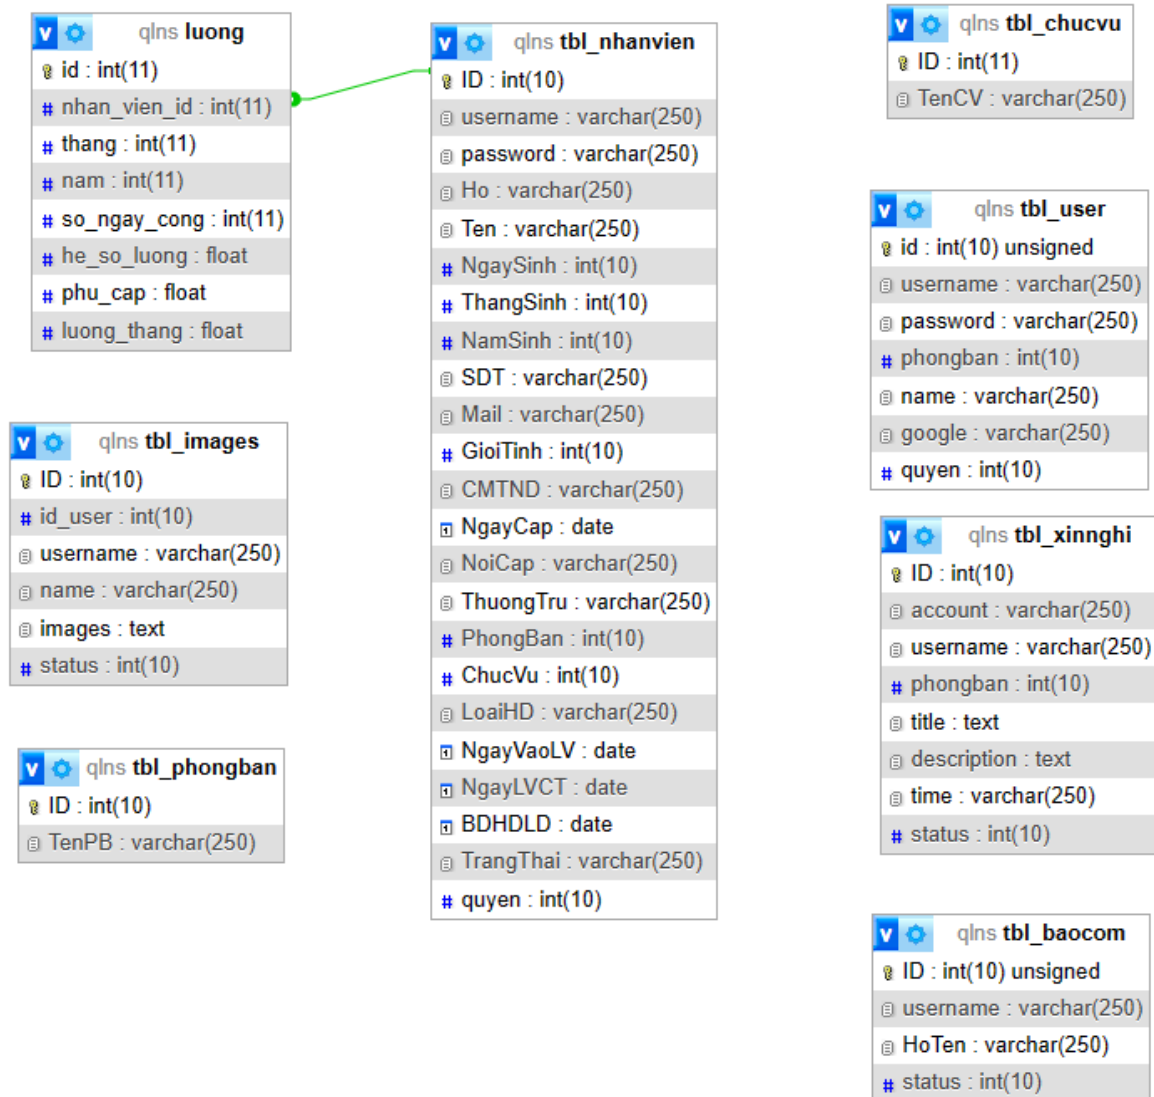 v qlns luong
id : int(11)
# nhan_vien_id : int(11)
# thang : int(11)
# nam : int(11)
# so_ngay_cong : int(11)
# he_so_luong : float
# phu_cap : float
# luong_thang : float
v qlns tbl_images
ID : int(10)
# id_user : int(10)
username : varchar(250)
name : varchar(250)
images : text
# status : int(10)
v qlns tbl_phongban
ID : int(10)
TenPB : varchar(250)
v qlns tbl_nhanvien
ID : int(10)
username : varchar(250)
password : varchar(250)
Ho : varchar(250)
Ten : varchar(250)
# NgaySinh : int(10)
# ThangSinh : int(10)
# NamSinh : int(10)
SDT : varchar(250)
Mail : varchar(250)
# GioiTinh : int(10)
CMTND : varchar(250)
NgayCap : date
NoiCap : varchar(250)
ThuongTru : varchar(250)
# PhongBan : int(10)
# ChucVu : int(10)
LoaiHD : varchar(250)
NgayVaoLV : date
NgayLVCT : date
BDHDLD : date
TrangThai : varchar(250)
# quyen : int(10)
v qlns tbl_chucvu
ID : int(11)
TenCV : varchar(250)
v qlns tbl_user
id : int(10) unsigned
username : varchar(250)
password : varchar(250)
# phongban : int(10)
name : varchar(250)
google : varchar(250)
# quyen : int(10)
v qlns tbl_xinnghi
ID : int(10)
account : varchar(250)
username : varchar(250)
# phongban : int(10)
title : text
description : text
time : varchar(250)
# status : int(10)
v qlns tbl_baocom
ID : int(10) unsigned
username : varchar(250)
HoTen : varchar(250)
# status : int(10)